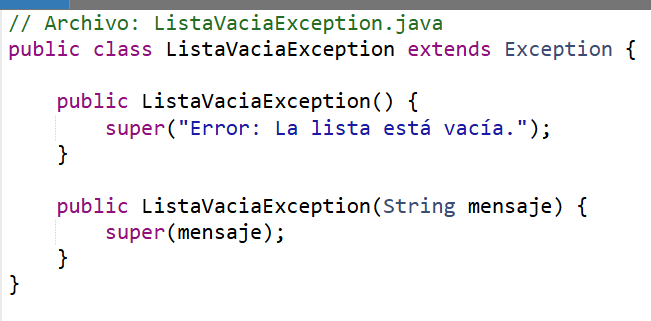 // Archivo: ListaVaciaException.java
public class ListaVaciaException extends Exception {
public ListaVaciaException() {
super("Error: La lista está vacía.");
}
public ListaVaciaException(String mensaje) {
super(mensaje);
}
}